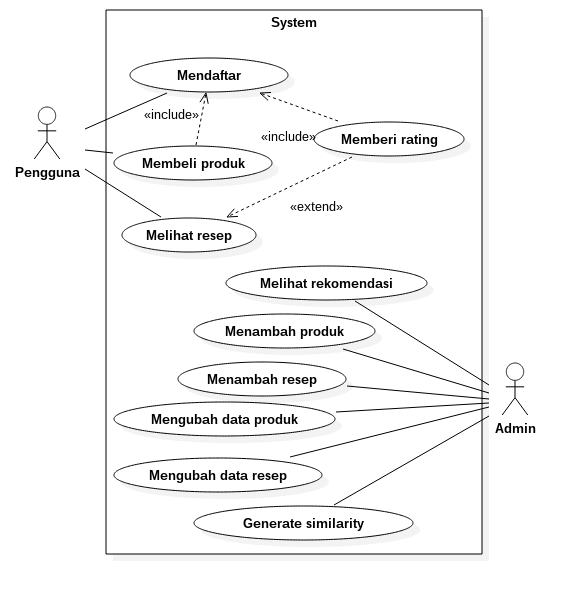 System
Mendaftar
«include»
Pengguna
Membeli produk
«include»
Memberi rating
Melihat resep
«extend»
Melihat rekomendasi
Menambah produk
Menambah resep
Mengubah data produk
Admin
Mengubah data resep
Generate similarity